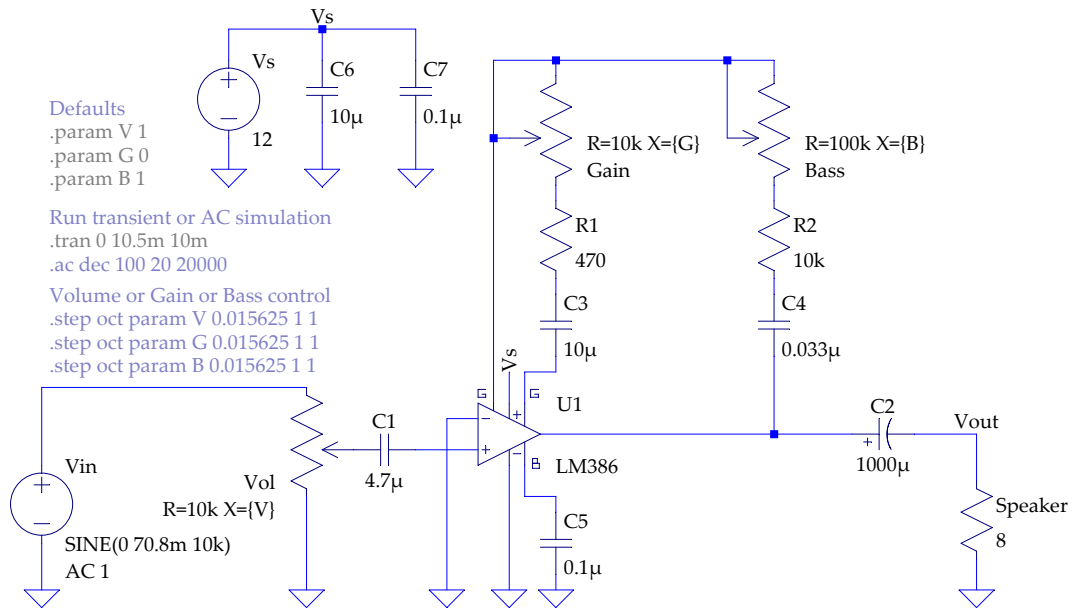 Vs
Vs
12
C6
10µ
C7
0.1µ
Defaults
.param V 1
.param G 0
.param B 1
Run transient or AC simulation
.tran 0 10.5m 10m
.ac dec 100 20 20000
Volume or Gain or Bass control
.step oct param V 0.015625 1 1
.step oct param G 0.015625 1 1
.step oct param B 0.015625 1 1
R=10k X={G}
Gain
R=100k X={B}
Bass
R1
470
R2
10k
C3
10µ
C4
0.033µ
Vs
G
G
U1
LM386
B
C1
4.7µ
Vin
SINE(0 70.8m 10k)
AC 1
Vol
R=10k X={V}
C5
0.1µ
C2
1000µ
Vout
Speaker
8